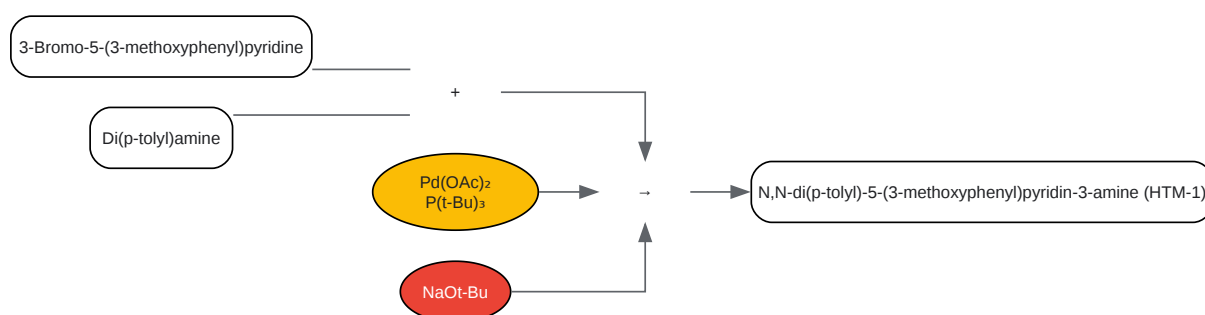 3-Bromo-5-(3-methoxyphenyl)pyridine
+
Di(p-tolyl)amine
Pd(OAc)₂
P(t-Bu)₃
→
N,N-di(p-tolyl)-5-(3-methoxyphenyl)pyridin-3-amine (HTM-1)
NaOt-Bu